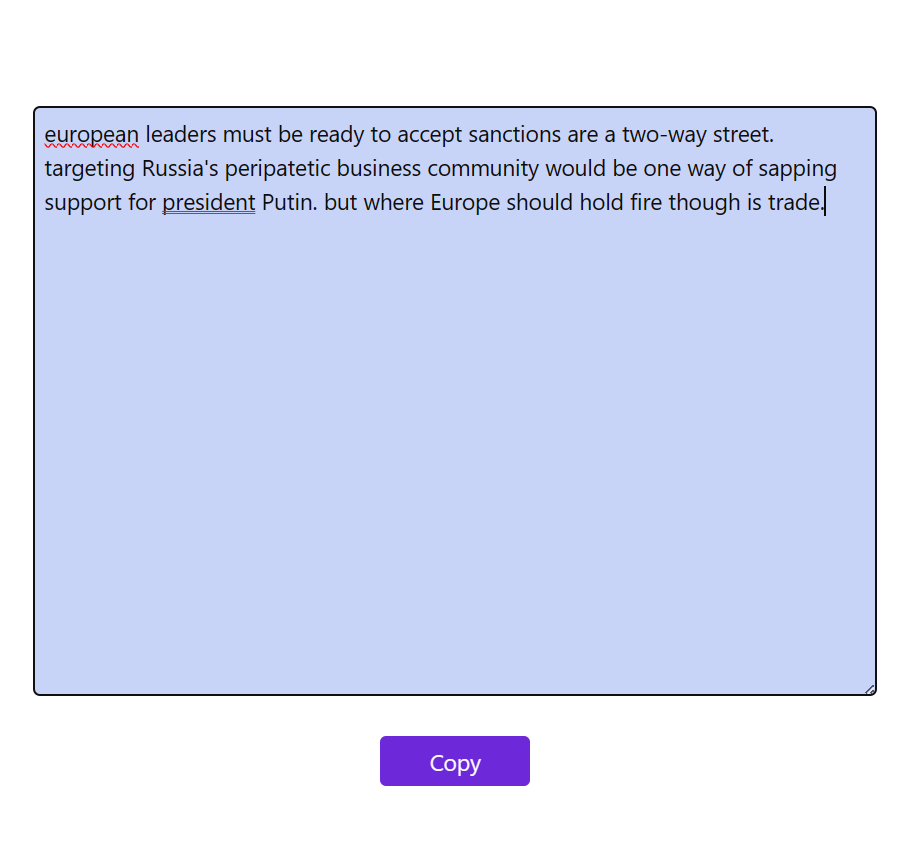 european leaders must be ready to accept sanctions are a two-way street.
targeting Russia's peripatetic business community would be one way of sapping
support for president Putin. but where Europe should hold fire though is trade.
Copy